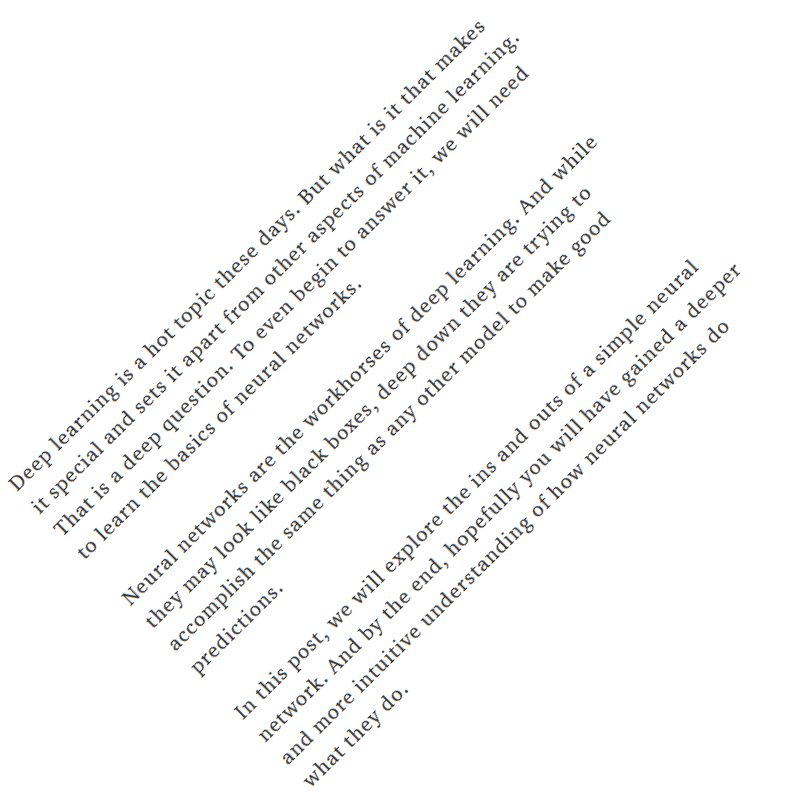 Deep learning is a hot topic these days. But what is it that makes
it special and sets it apart from other aspects of machine learning.
That is a deep question. To even begin to answer it, we will need
to learn the basics of neural networks.
Neural networks are the workhorses of deep learning. And while
they may look like black boxes, deep down they are trying to
accomplish the same thing as any other model to make good
predictions.
In this post, we will explore the ins and outs of a simple neural
network. And by the end, hopefully you will have gained a deeper
and more intuitive understanding of how neural networks do
what they do.